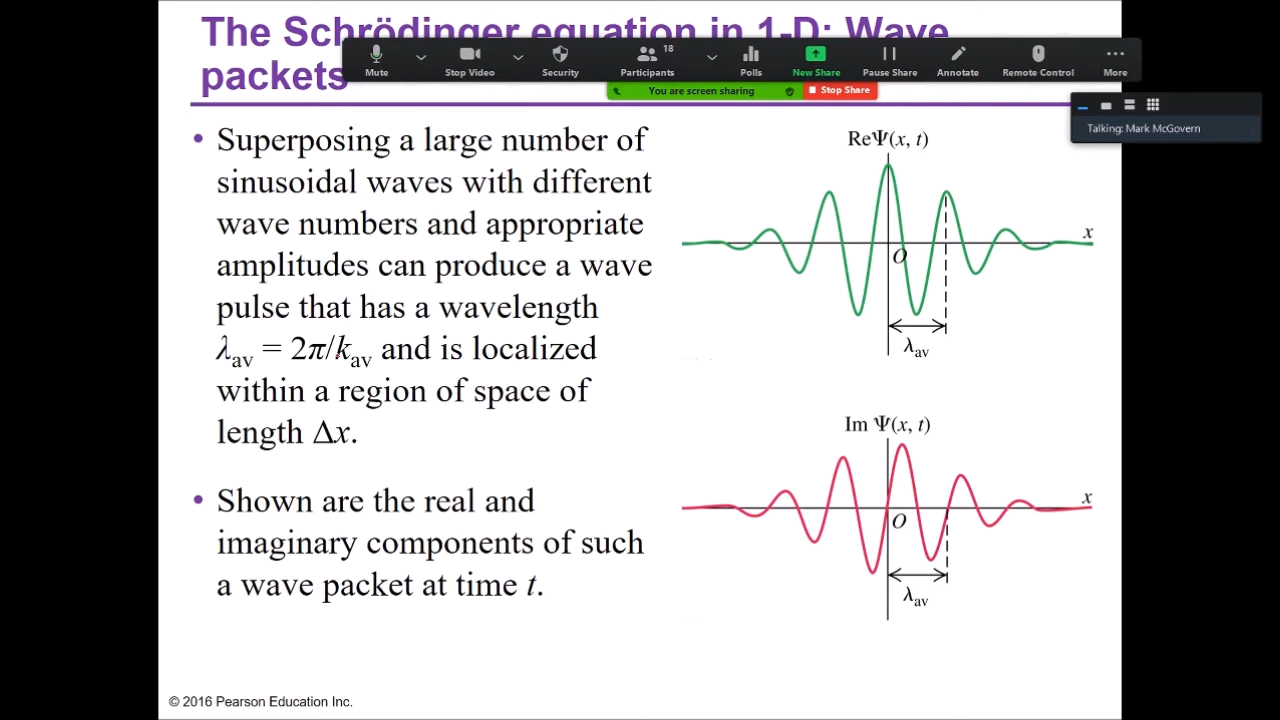 The Schrödinger equation in 1-D: Wave
packets
Mute
Stop Video
Security
Participants
18
Polls
New Share
Pause Share
Annotate
Remote Control
More
You are screen sharing
Stop Share
Talking: Mark McGovern
• Superposing a large number of
sinusoidal waves with different
wave numbers and appropriate
amplitudes can produce a wave
pulse that has a wavelength
λav = 2π/kav and is localized
within a region of space of
length Δx.
• Shown are the real and
imaginary components of such
a wave packet at time t.
ReΨ(x, t)
x
O
λav
Im Ψ(x, t)
x
O
λav
© 2016 Pearson Education Inc.